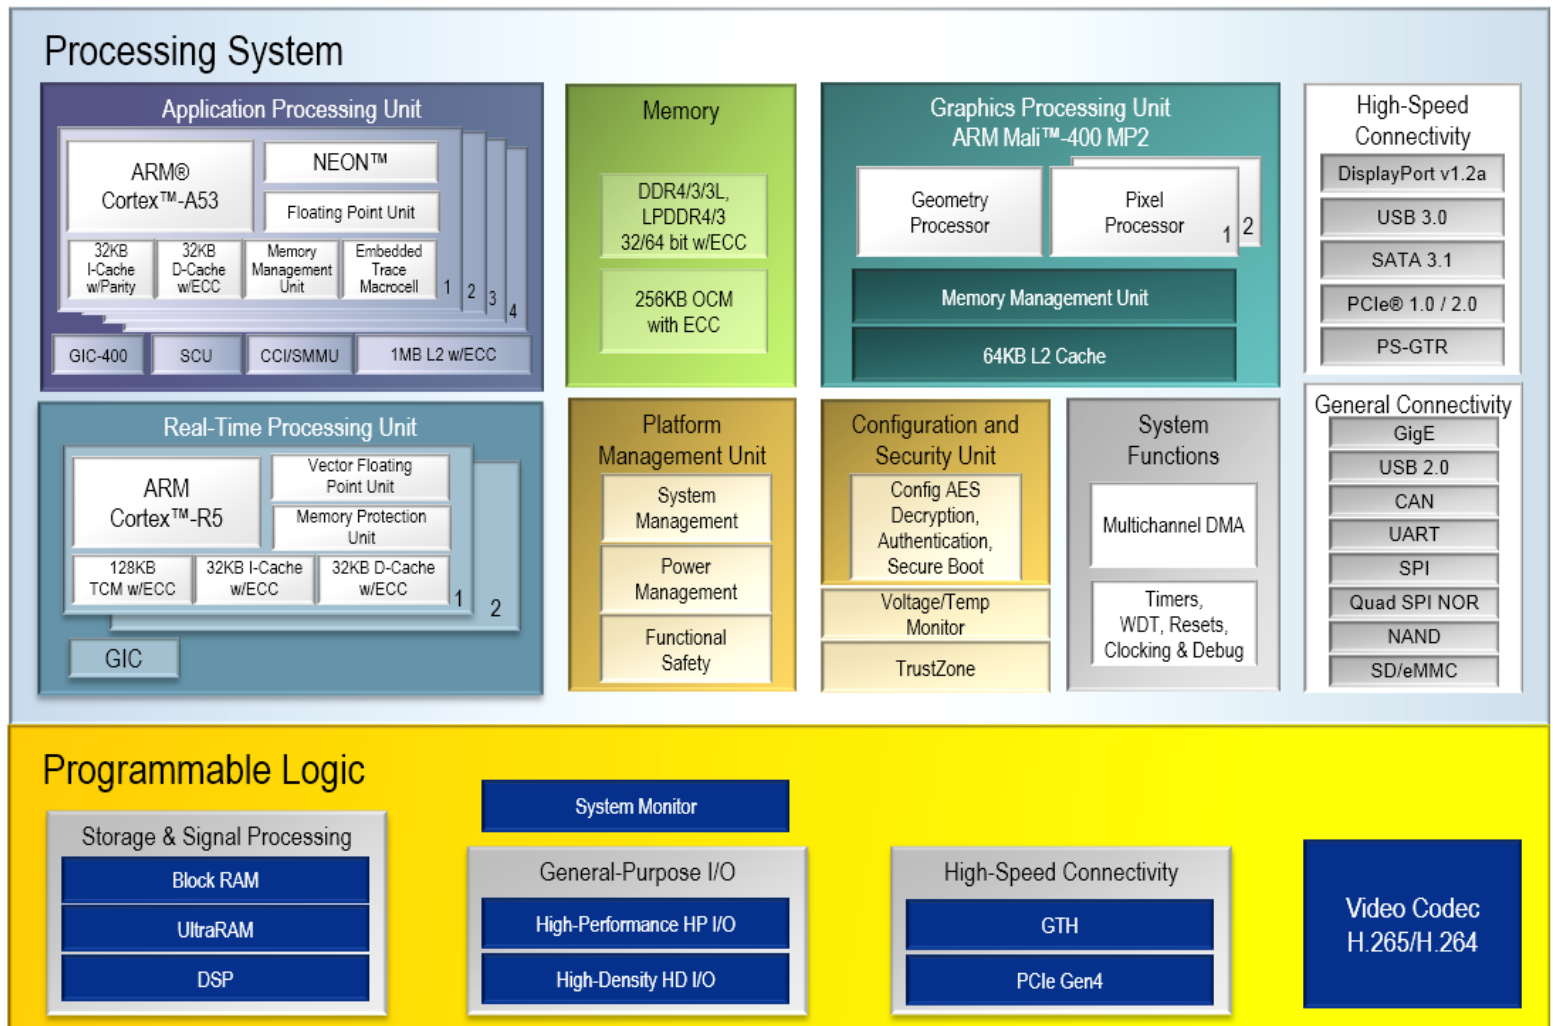 Processing System
Application Processing Unit
ARM®
Cortex™-A53
NEON™
Floating Point Unit
32KB
I-Cache
w/Parity
32KB
D-Cache
w/ECC
Memory
Management
Unit
Embedded
Trace
Macrocell
1
2
3
4
GIC-400
SCU
CCI/SMMU
1MB L2 w/ECC
Memory
DDR4/3/3L,
LPDDR4/3
32/64 bit w/ECC
256KB OCM
with ECC
Graphics Processing Unit
ARM Mali™-400 MP2
Geometry
Processor
Pixel
Processor
1
2
Memory Management Unit
64KB L2 Cache
High-Speed
Connectivity
DisplayPort v1.2a
USB 3.0
SATA 3.1
PCIe® 1.0 / 2.0
PS-GTR
Real-Time Processing Unit
ARM
Cortex™-R5
Vector Floating
Point Unit
Memory Protection
Unit
128KB
TCM w/ECC
32KB I-Cache
w/ECC
32KB D-Cache
w/ECC
1
2
GIC
Platform
Management Unit
System
Management
Power
Management
Functional
Safety
Configuration and
Security Unit
Config AES
Decryption,
Authentication,
Secure Boot
Voltage/Temp
Monitor
TrustZone
System
Functions
Multichannel DMA
Timers,
WDT, Resets,
Clocking & Debug
General Connectivity
GigE
USB 2.0
CAN
UART
SPI
Quad SPI NOR
NAND
SD/eMMC
Programmable Logic
Storage & Signal Processing
Block RAM
UltraRAM
DSP
System Monitor
General-Purpose I/O
High-Performance HP I/O
High-Density HD I/O
High-Speed Connectivity
GTH
PCIe Gen4
Video Codec
H.265/H.264